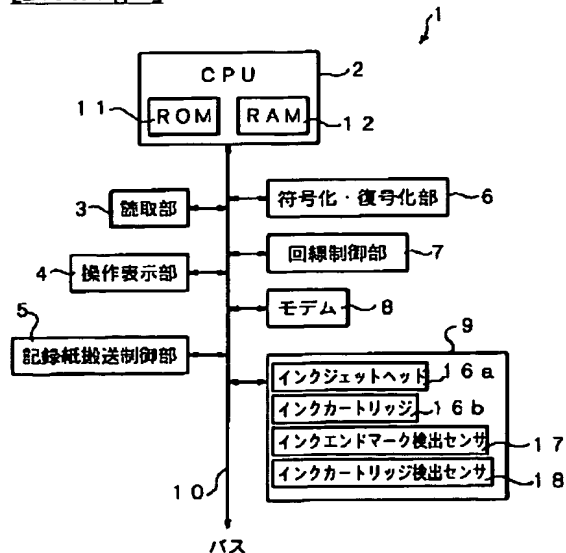 1
CPU
2
11
ROM
RAM
12
3
読取部
符号化・復号化部
6
回線制御部
7
4
操作表示部
モデム
8
5
記録紙搬送制御部
9
インクジェットヘッド
16a
インクカートリッジ
16b
インクエンドマーク検出センサ
17
インクカートリッジ検出センサ
18
10
バス